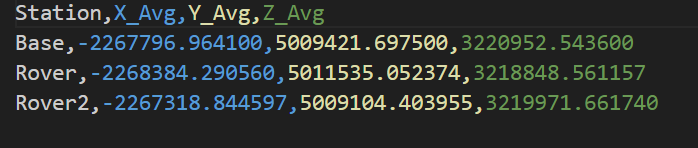 Station,X_Avg,Y_Avg,Z_Avg
Base,-2267796.964100,5009421.697500,3220952.543600
Rover,-2268384.290560,5011535.052374,3218848.561157
Rover2,-2267318.844597,5009104.403955,3219971.661740